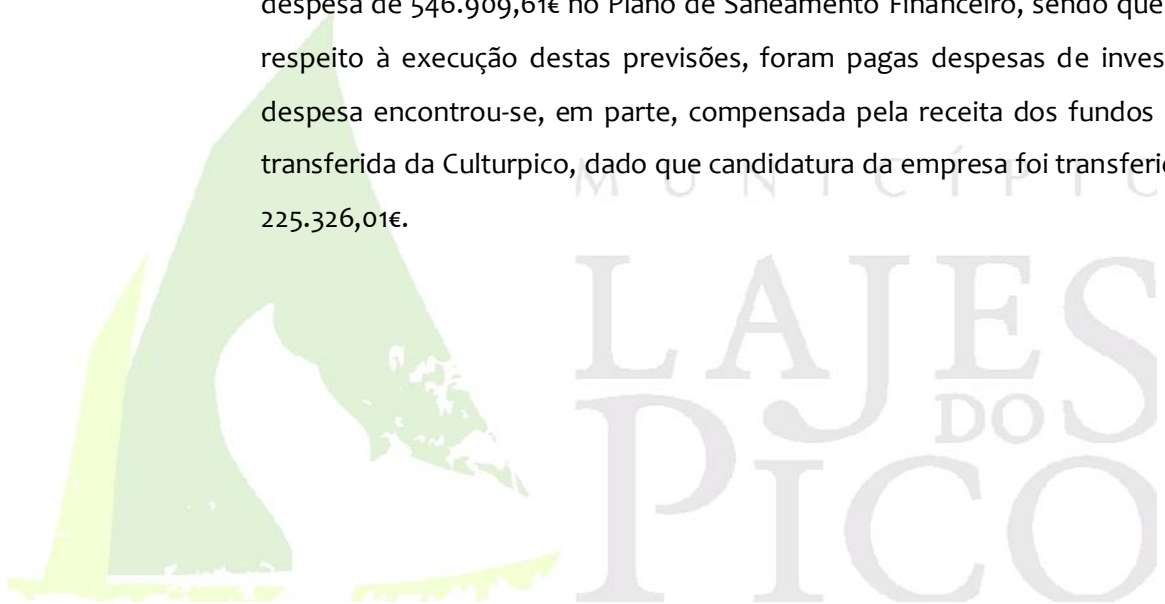 despesa de 546.909,61€ no Plano de Saneamento Financeiro, sendo que
respeito à execução destas previsões, foram pagas despesas de inves
despesa encontrou-se, em parte, compensada pela receita dos fundos
transferida da Culturpico, dado que candidatura da empresa foi transferi
225.326,01€.
MUNICÍPI
LAJES
DO
PICO